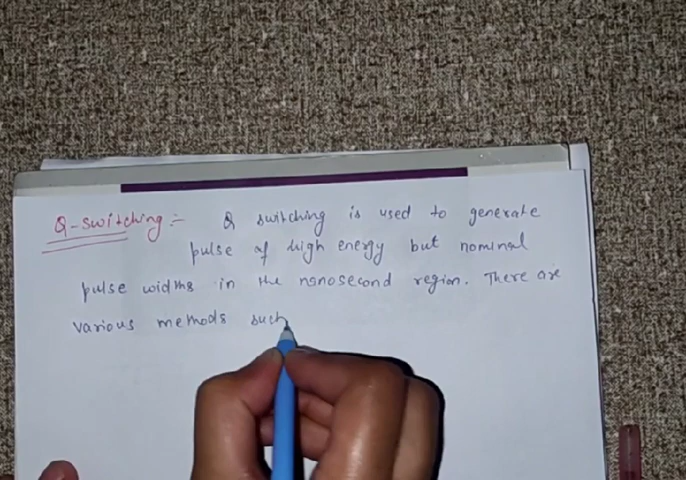 Q-switching :- Q switching is used to generate
pulse of high energy but nominal
pulse widths in the nanosecond region. There are
various methods such